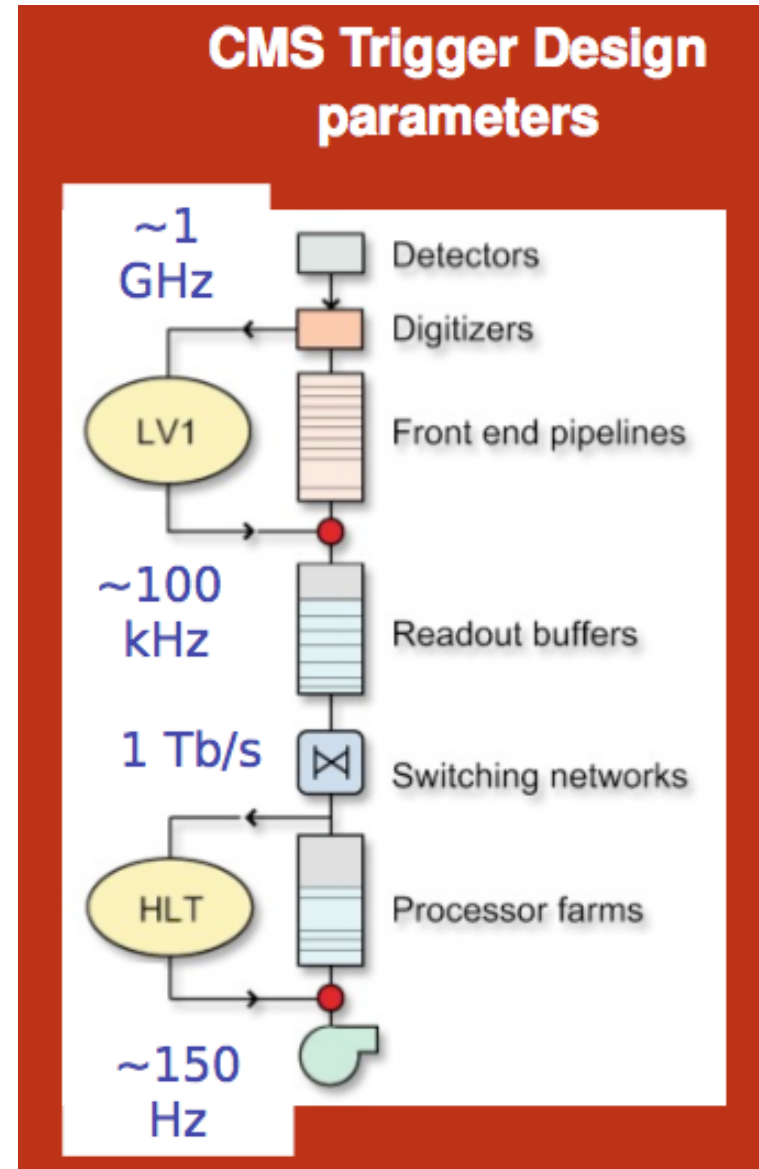 CMS Trigger Design
parameters
~1
GHz
Detectors
Digitizers
LV1
Front end pipelines
~100
kHz
Readout buffers
1 Tb/s
Switching networks
HLT
Processor farms
~150
Hz